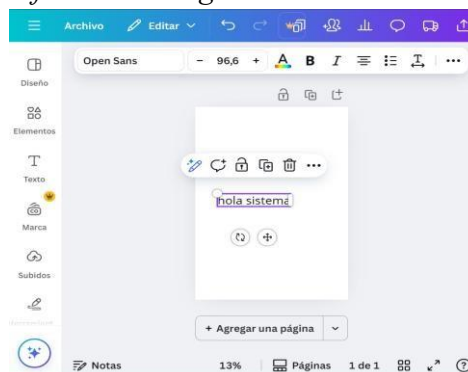 Archivo Editar
Open Sans - 96,6 + A B I T ...
Diseño
Elementos
T
Texto
CO
Marca
Subidos
hola sistema
+ Agregar una página
Notas 13% Páginas 1 de 1 ?